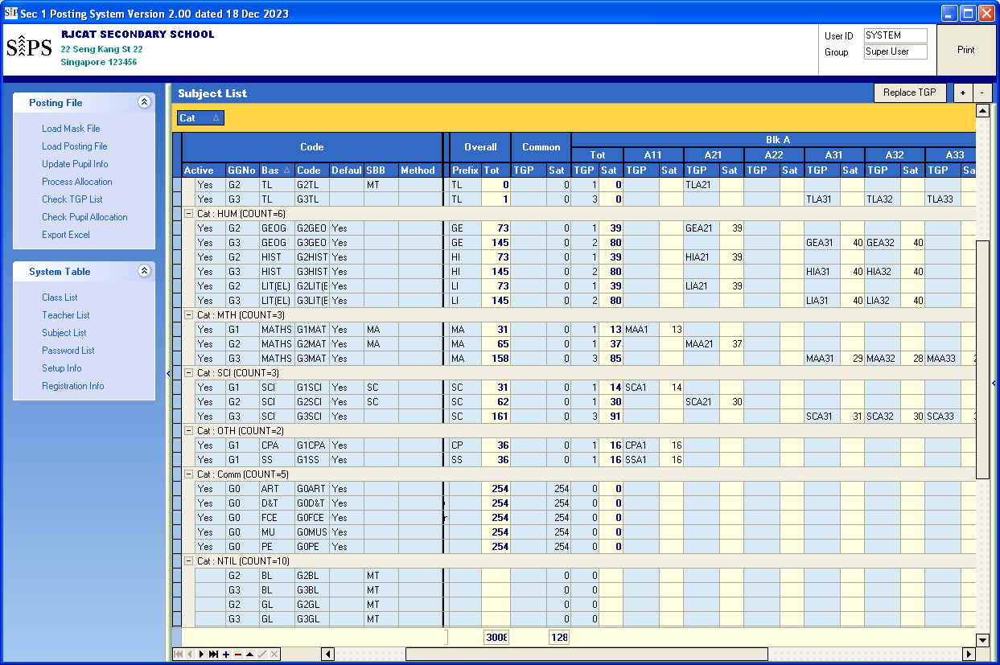 Sec 1 Posting System Version 2.00 dated 18 Dec 2023
SIPS
RJCAT SECONDARY SCHOOL
22 Seng Kang St 22
Singapore 123456
User ID SYSTEM
Group Super User
Print
Posting File
Load Mask File
Load Posting File
Update Pupil Info
Process Allocation
Check TGP List
Check Pupil Allocation
Export Excel
System Table
Class List
Teacher List
Subject List
Password List
Setup Info
Registration Info
Subject List Replace TGP + -
Cat
Code Overall Common Blk A
Tot A11 A21 A22 A31 A32 A33
Active GGNo Bas Code Defaul SBB Method Prefix Tot TGP Sat TGP Sat TGP Sat TGP Sat TGP Sat TGP Sat TGP Sat TGP Sa
Yes G2 TL G2TL MT TL 0 0 1 0 TLA21
Yes G3 TL G3TL TL 1 0 3 0 TLA31 TLA32 TLA33
Cat : HUM (COUNT=6)
Yes G2 GEOG G2GEO Yes GE 73 0 1 39 GEA21 39
Yes G3 GEOG G3GEO Yes GE 145 0 2 80 GEA31 40 GEA32 40
Yes G2 HIST G2HIST Yes HI 73 0 1 39 HIA21 39
Yes G3 HIST G3HIST Yes HI 145 0 2 80 HIA31 40 HIA32 40
Yes G2 LIT(EL) G2LIT(E Yes LI 73 0 1 39 LIA21 39
Yes G3 LIT(EL) G3LIT(E Yes LI 145 0 2 80 LIA31 40 LIA32 40
Cat : MTH (COUNT=3)
Yes G1 MATHS G1MAT Yes MA MA 31 0 1 13 MAA1 13
Yes G2 MATHS G2MAT Yes MA MA 65 0 1 37 MAA21 37
Yes G3 MATHS G3MAT Yes MA 158 0 3 85 MAA31 29 MAA32 28 MAA33
Cat : SCI (COUNT=3)
Yes G1 SCI G1SCI Yes SC SC 31 0 1 14 SCA1 14
Yes G2 SCI G2SCI Yes SC SC 62 0 1 30 SCA21 30
Yes G3 SCI G3SCI Yes SC 161 0 3 91 SCA31 31 SCA32 30 SCA33
Cat : OTH (COUNT=2)
Yes G1 CPA G1CPA Yes CP 36 0 1 16 CPA1 16
Yes G1 SS G1SS Yes SS 36 0 1 16 SSA1 16
Cat : Comm (COUNT=5)
Yes G0 ART G0ART Yes 254 254 0 0
Yes G0 D&T G0D&T Yes 254 254 0 0
Yes G0 FCE G0FCE Yes 254 254 0 0
Yes G0 MU G0MUS Yes 254 254 0 0
Yes G0 PE G0PE Yes 254 254 0 0
Cat : NTIL (COUNT=10)
G2 BL G2BL MT 0 0
G3 BL G3BL MT 0 0
G2 GL G2GL MT 0 0
G3 GL G3GL MT 0 0
3008 128